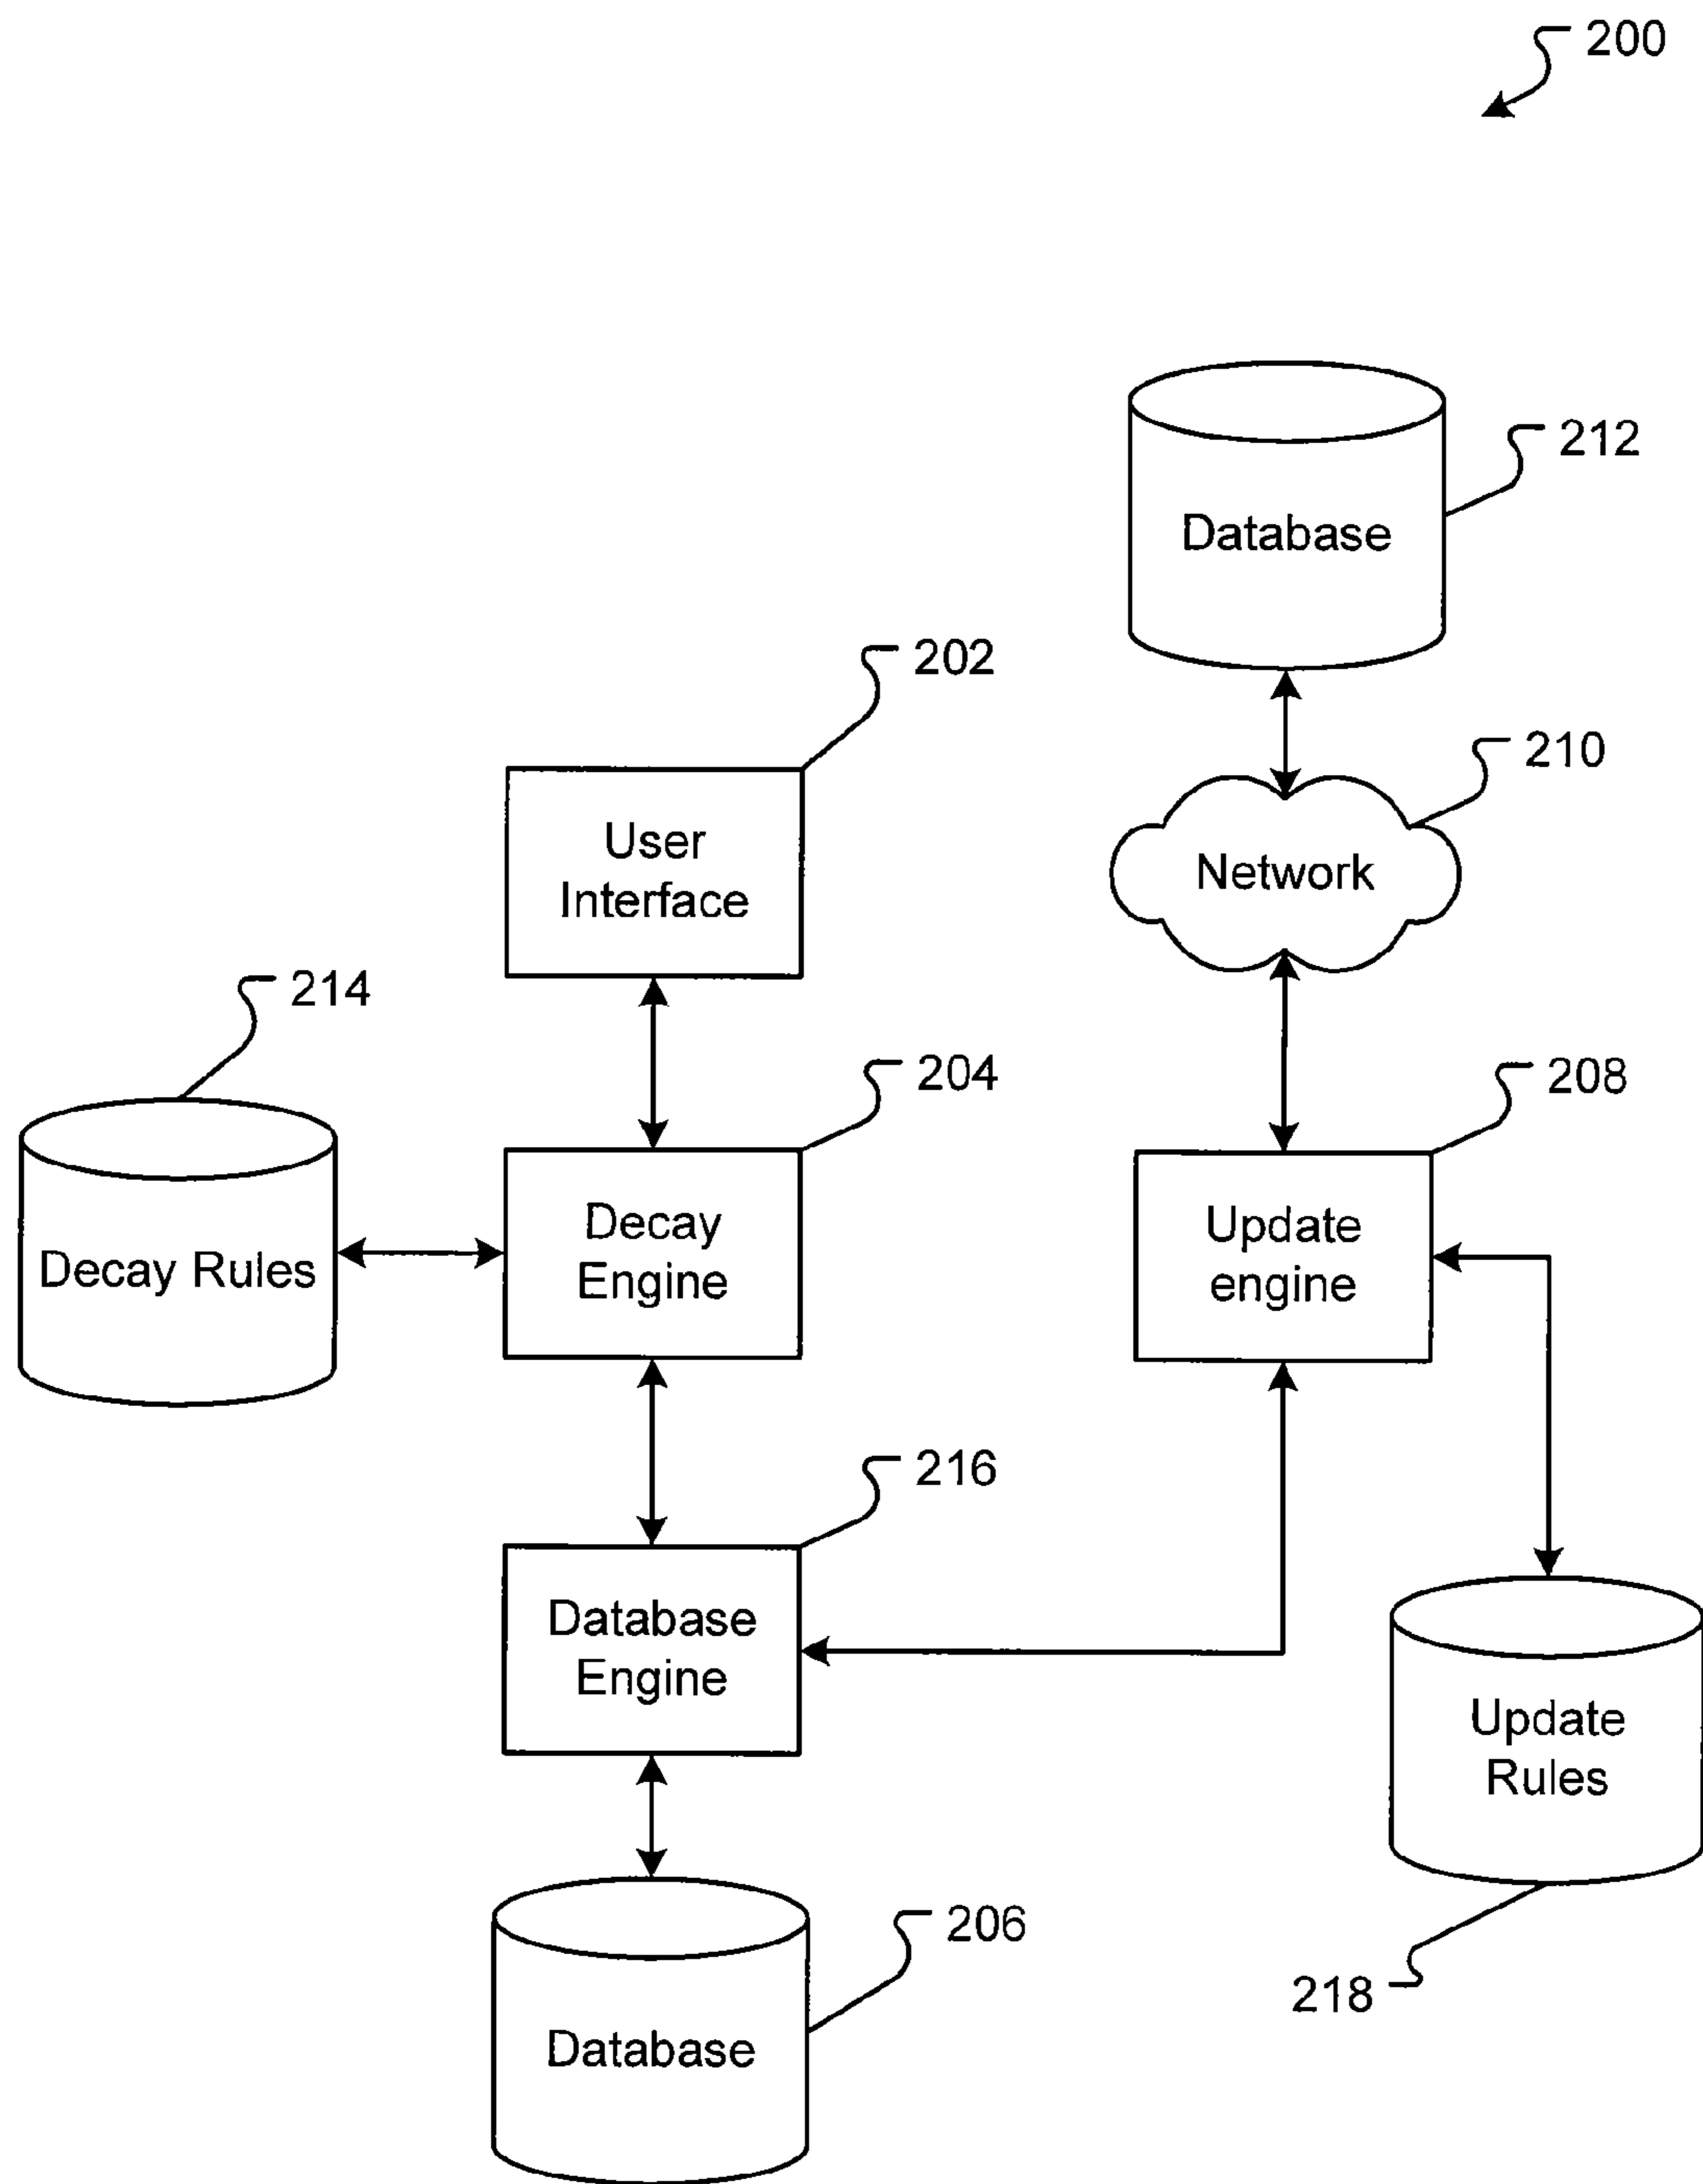 200
212
Database
202
210
User
Interface
Network
214
204
208
Decay
Engine
Update
engine
Decay Rules
216
Database
Engine
Update
Rules
206
218
Database